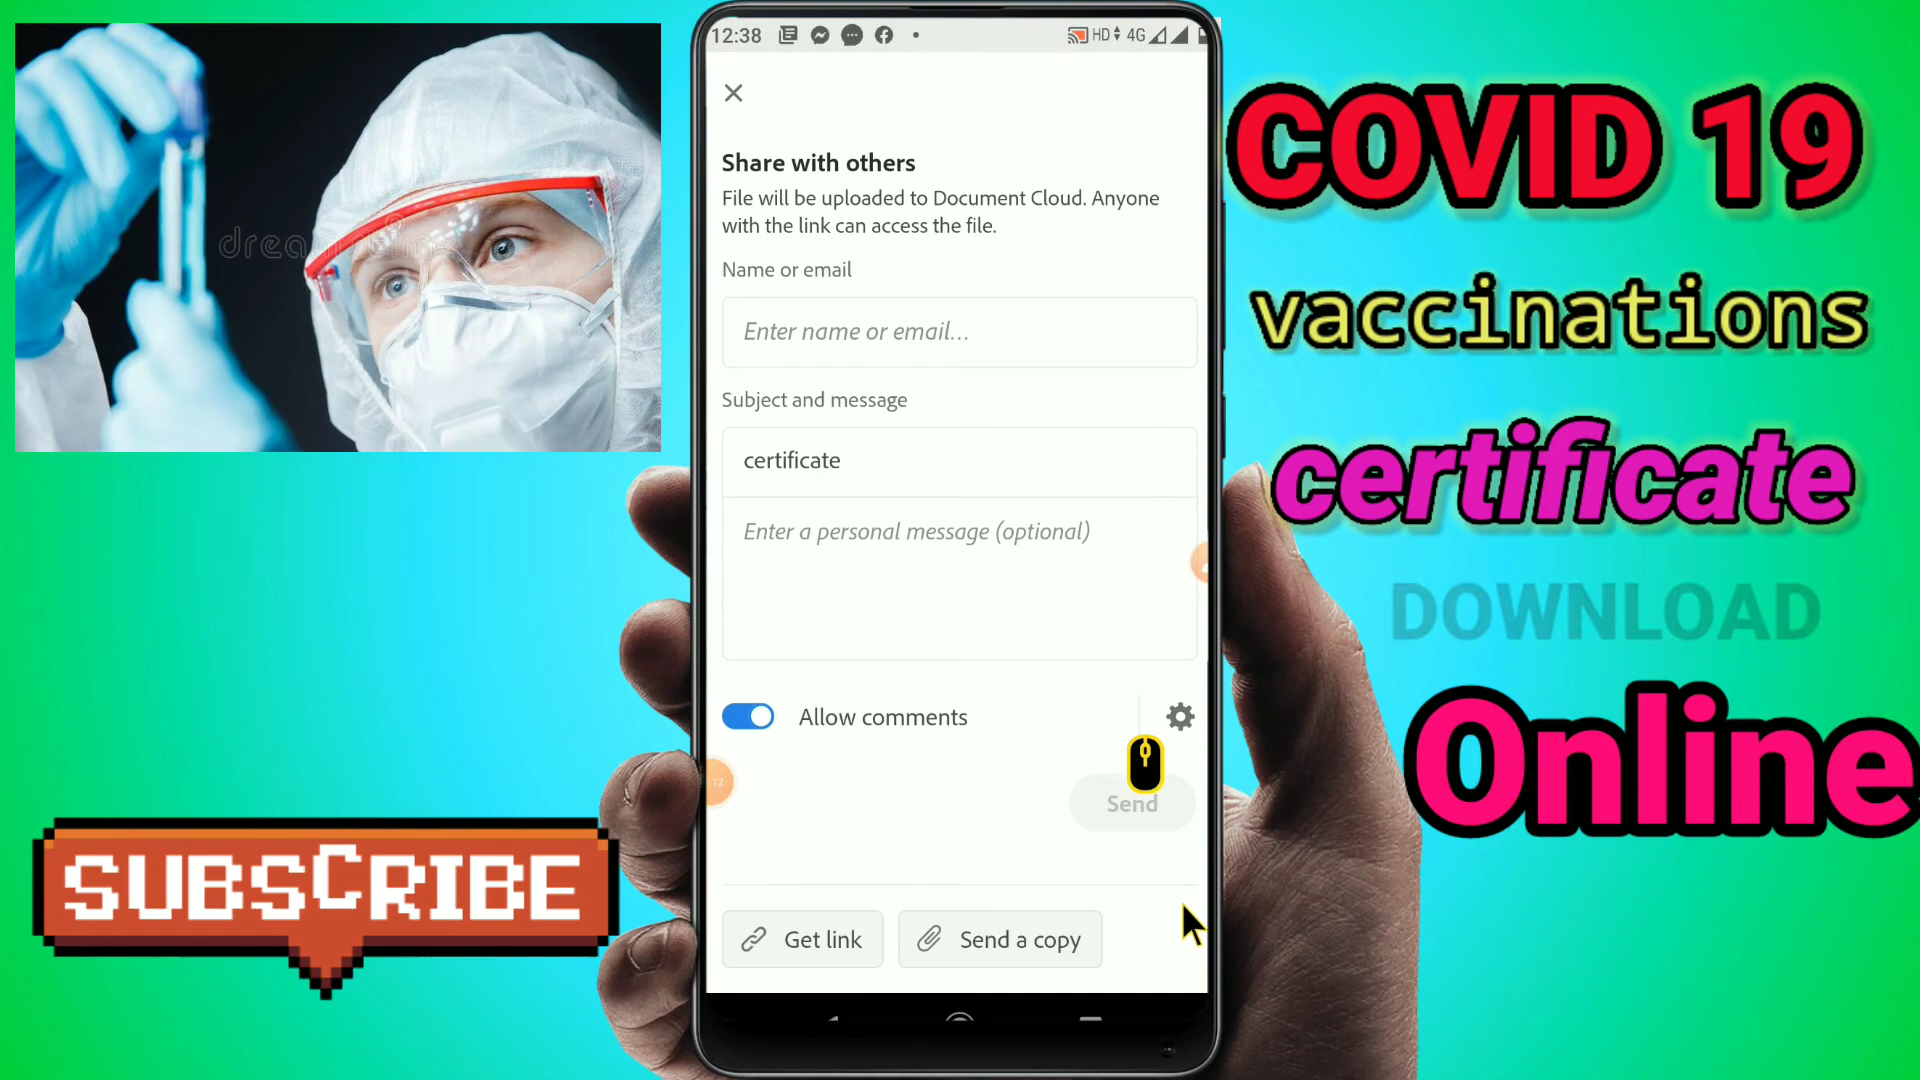 12:38
HD 4G
Share with others
File will be uploaded to Document Cloud. Anyone
with the link can access the file.
Name or email
Enter name or email...
Subject and message
certificate
Enter a personal message (optional)
Allow comments
12
Send
Get link
Send a copy
COVID 19
vaccinations
certificate
DOWNLOAD
Online
SUBSCRIBE